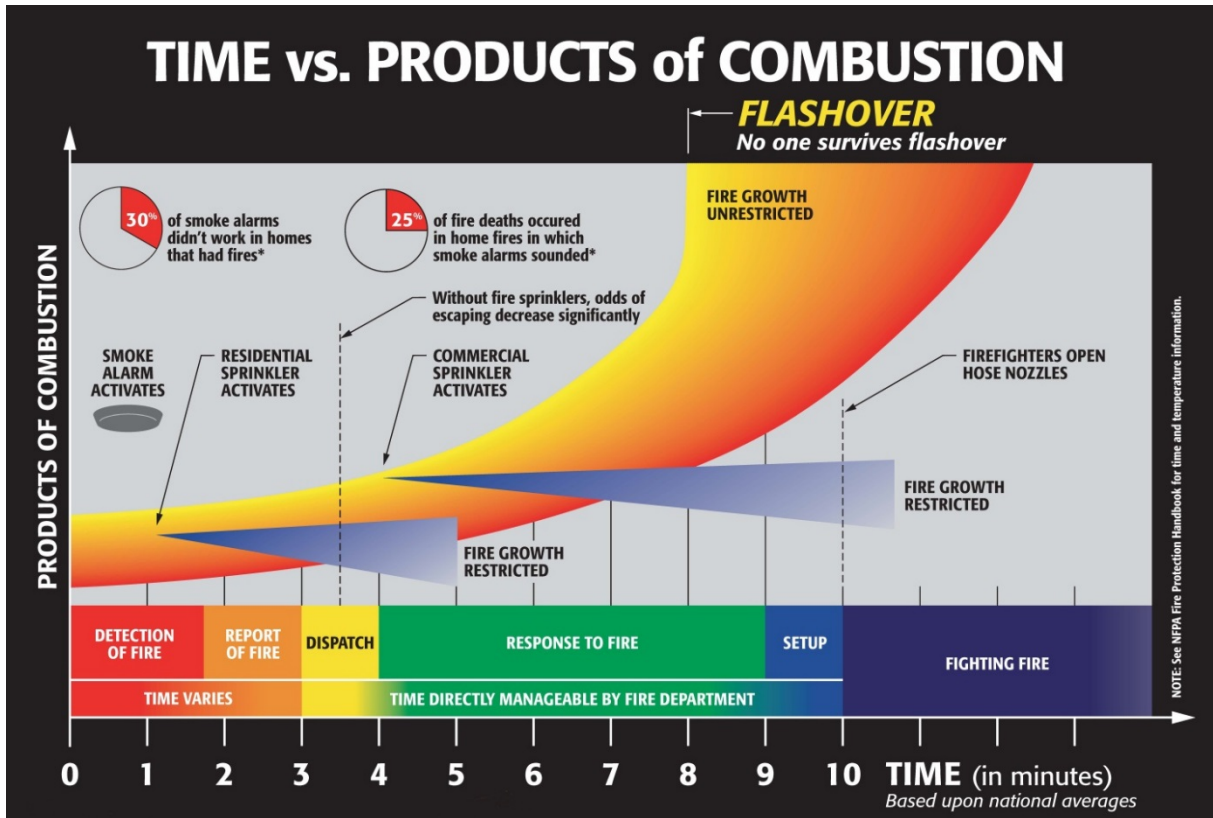 TIME vs. PRODUCTS of COMBUSTION
FLASHOVER
No one survives flashover
PRODUCTS OF COMBUSTION
30%
of smoke alarms
didn't work in homes
that had fires*
25%
of fire deaths occured
in home fires in which
smoke alarms sounded*
FIRE GROWTH
UNRESTRICTED
Without fire sprinklers, odds of
escaping decrease significantly
SMOKE
ALARM
ACTIVATES
RESIDENTIAL
SPRINKLER
ACTIVATES
COMMERCIAL
SPRINKLER
ACTIVATES
FIREFIGHTERS OPEN
HOSE NOZZLES
FIRE GROWTH
RESTRICTED
FIRE GROWTH
RESTRICTED
NOTE: See NFPA Fire Protection Handbook for time and temperature information.
DETECTION
OF FIRE
REPORT
OF FIRE
DISPATCH
RESPONSE TO FIRE
SETUP
FIGHTING FIRE
TIME VARIES
TIME DIRECTLY MANAGEABLE BY FIRE DEPARTMENT
0 1 2 3 4 5 6 7 8 9 10 TIME (in minutes)
Based upon national averages